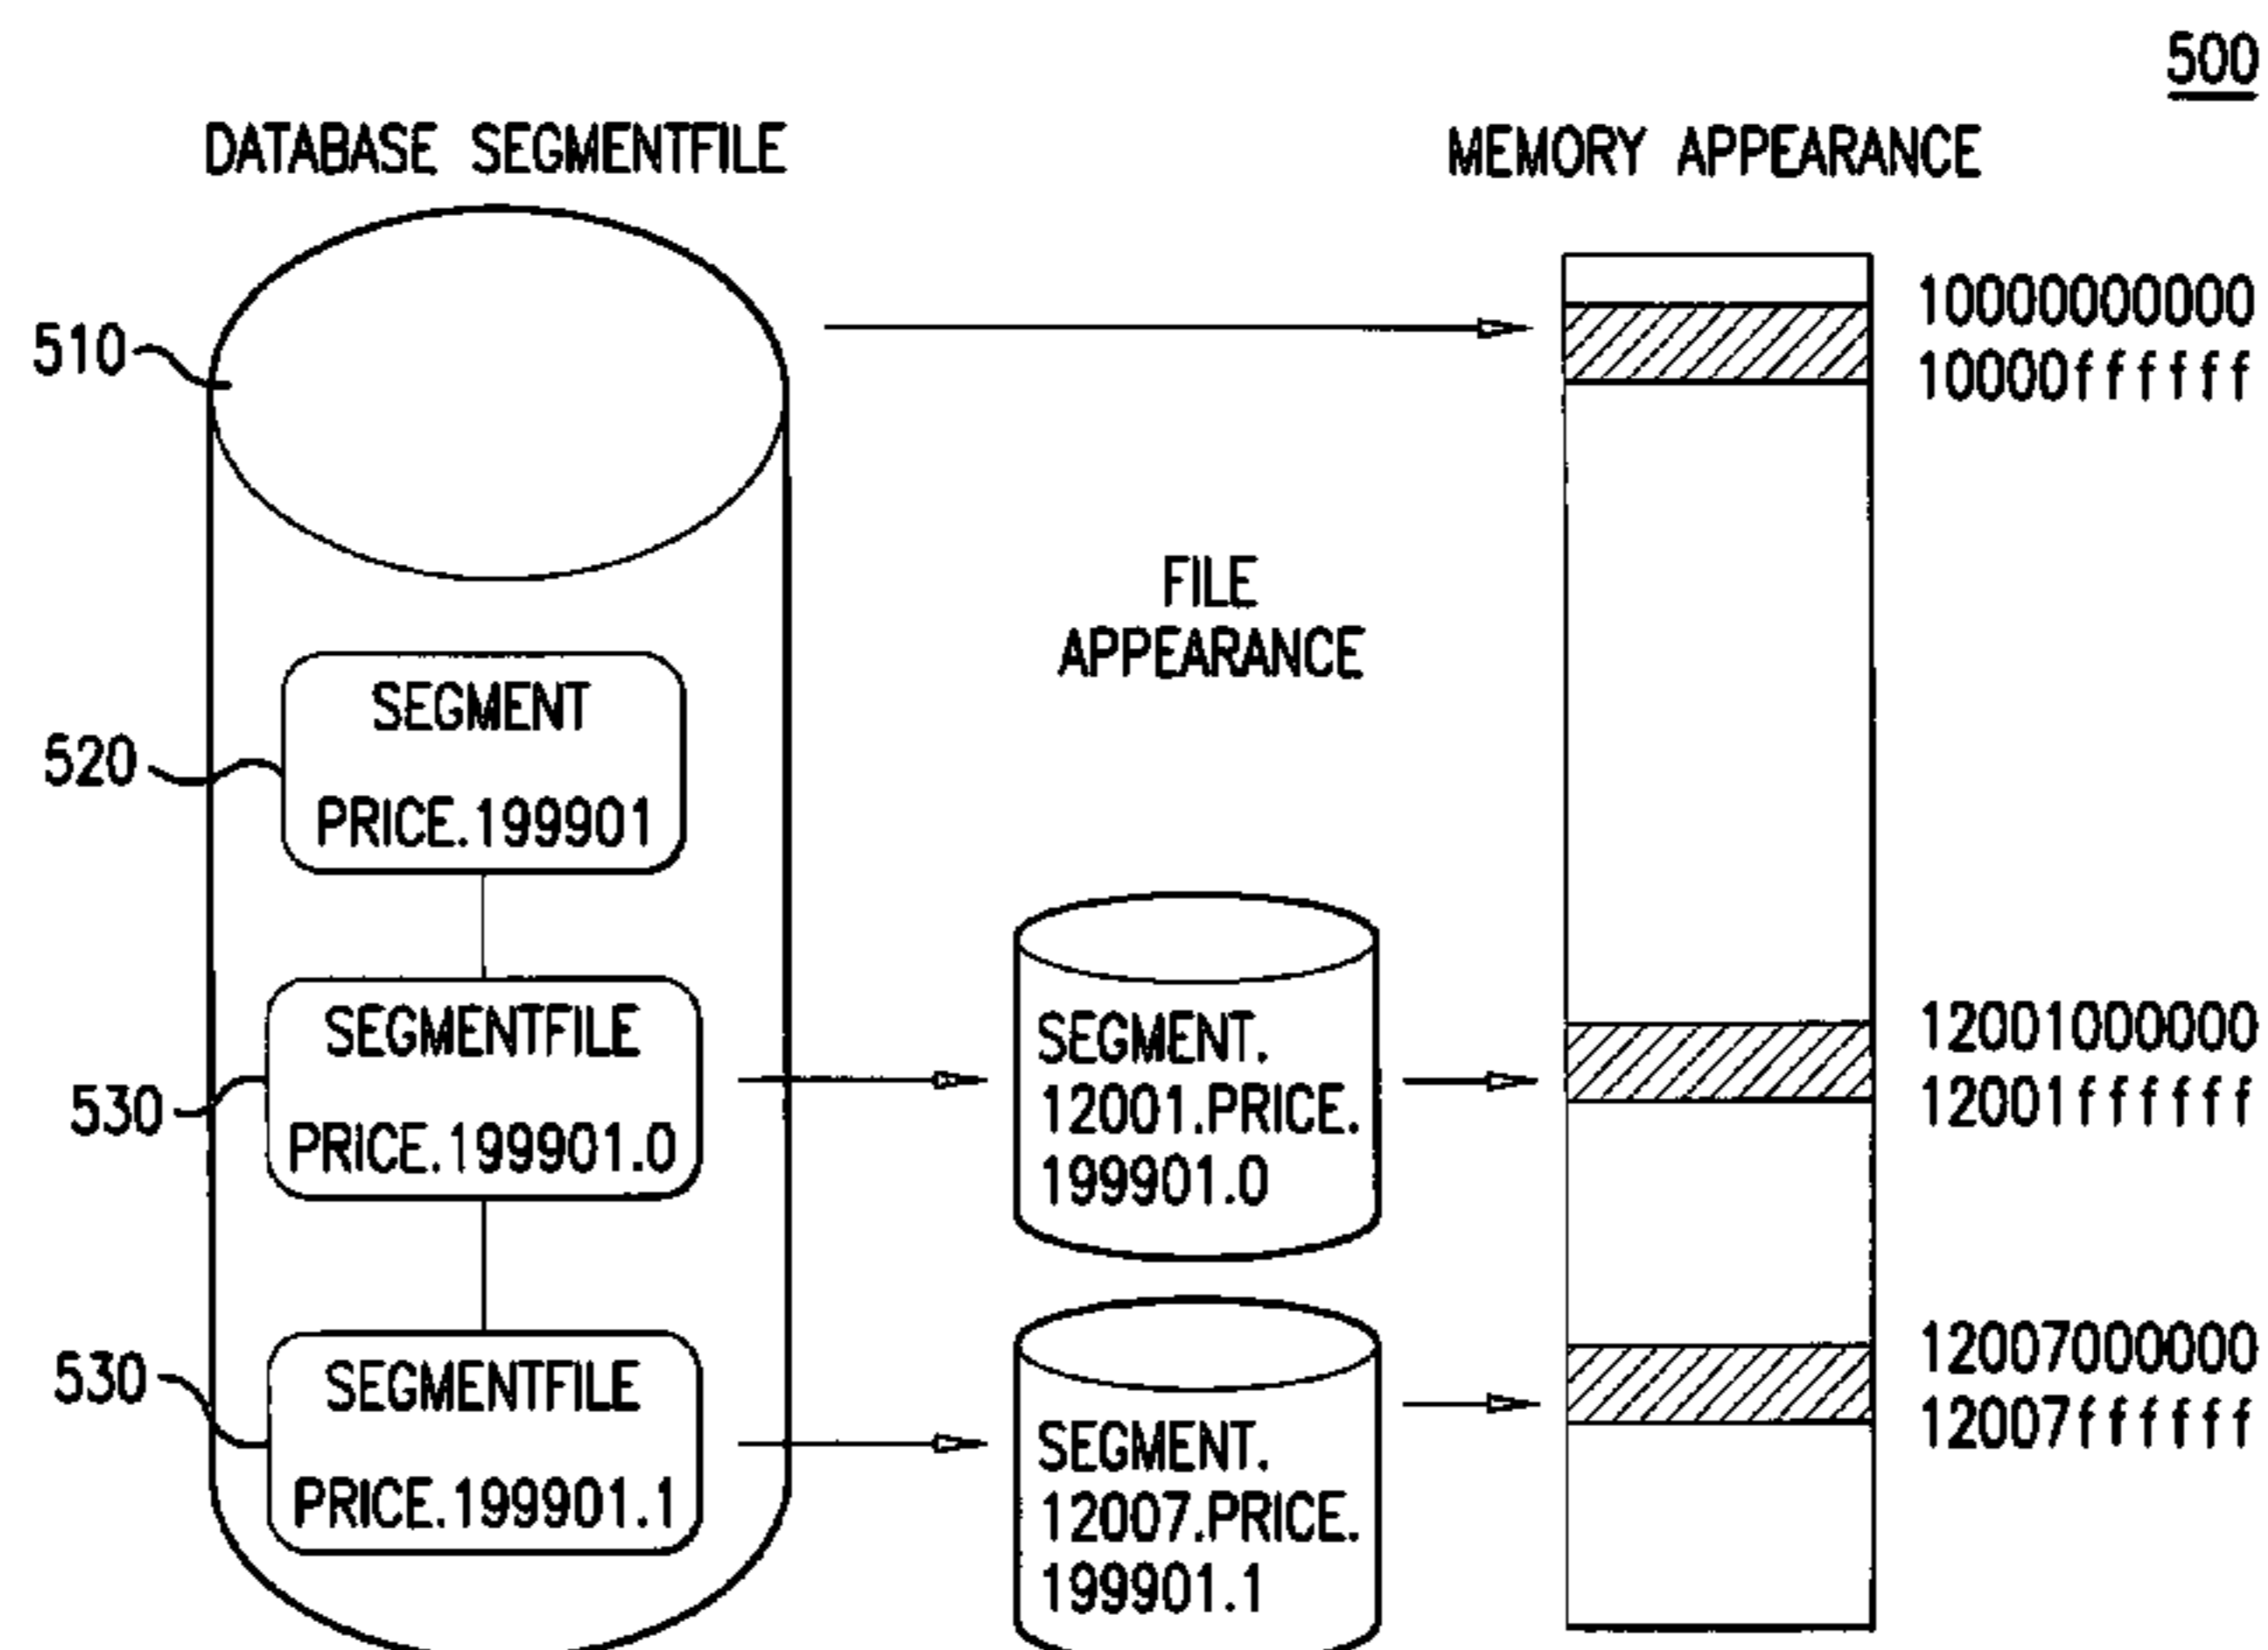 500
DATABASE SEGMENTFILE
MEMORY APPEARANCE
10000000000
10000ffffff
510
FILE
APPEARANCE
SEGMENT
PRICE.199901
520
SEGMENTFILE
PRICE.199901.0
530
SEGMENT.
12001.PRICE.
199901.0
12001000000
12001ffffff
SEGMENTFILE
PRICE.199901.1
530
SEGMENT.
12007.PRICE.
199901.1
12007000000
12007ffffff